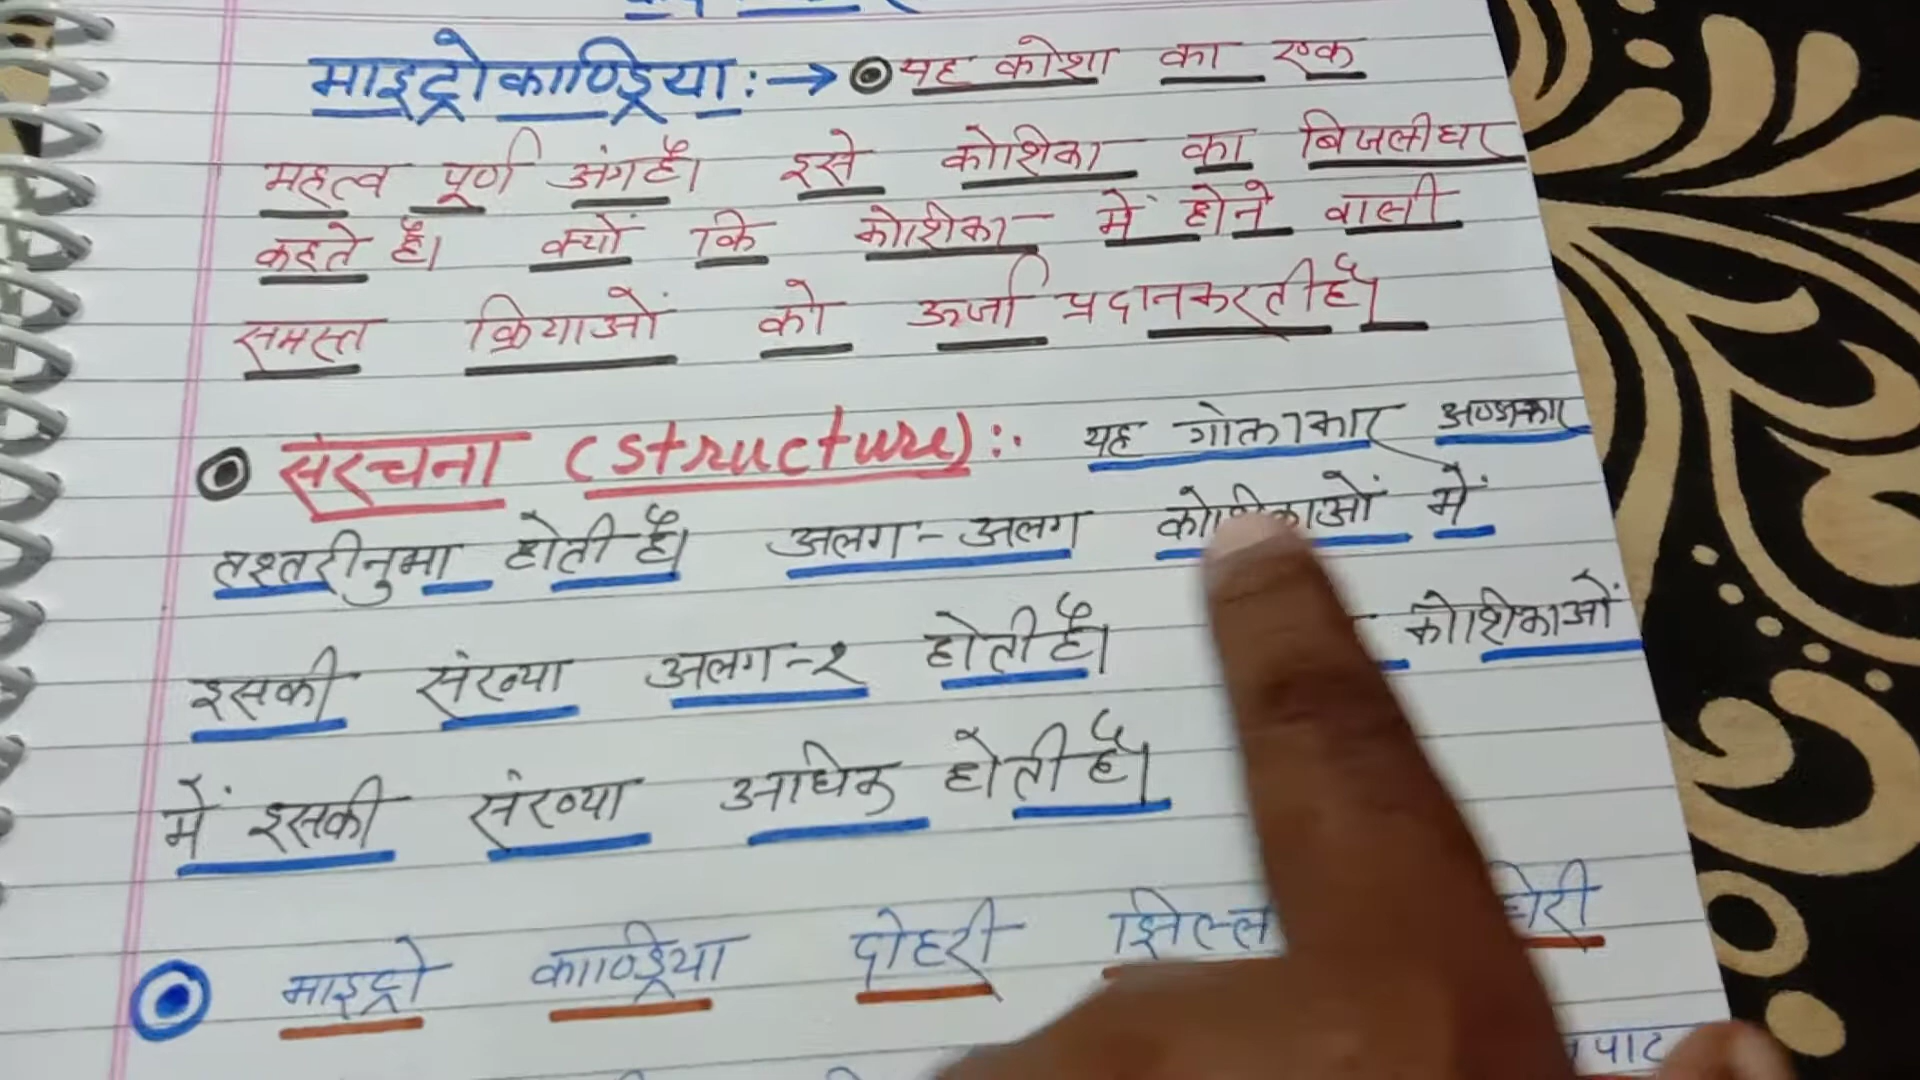 माइट्रोकाण्ड्रिया:→ यह कोशा का एक
महत्व पूर्ण अंग है। इसे कोशिका का बिजलीघर
कहते है। क्यों कि कोशीका में होने वाली
समस्त क्रियाओं को ऊर्जा प्रदान करती है।
संरचना (structure):. यह गोलाकार अण्डाकार
तश्तरीनुमा होती है। अलग-अलग कोशिकाओं में
इसकी संख्या अलग-२ होती है। कोशिकाओं
में इसकी संख्या अधिक होती है।
माइट्रो काण्ड्रिया दोहरी